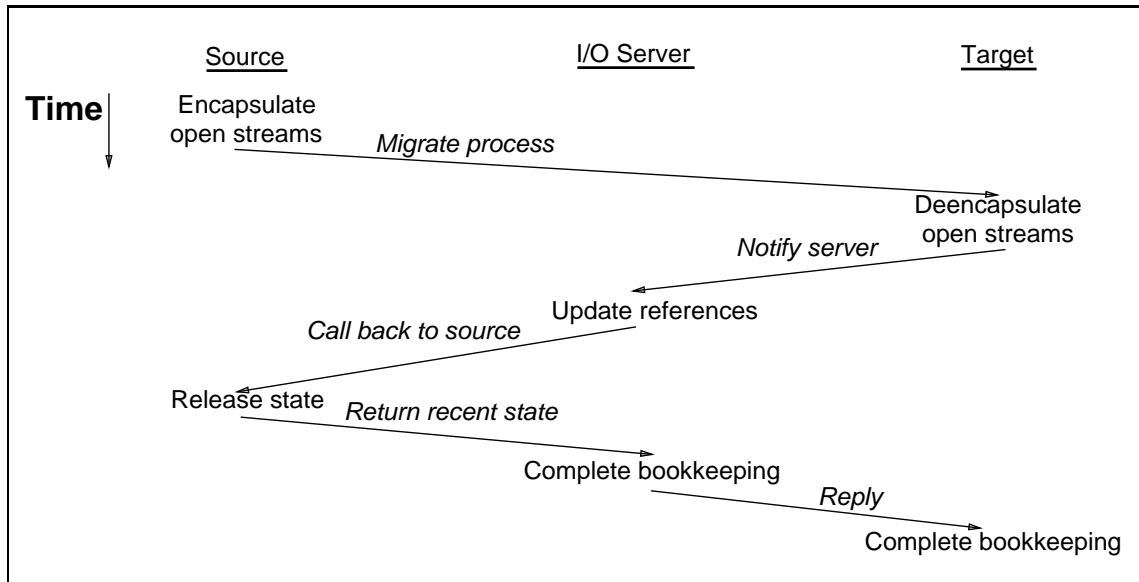 Source
I/O Server
Target
Time
Encapsulate
open streams
Migrate process
Deencapsulate
open streams
Notify server
Update references
Call back to source
Release state
Return recent state
Complete bookkeeping
Reply
Complete bookkeeping